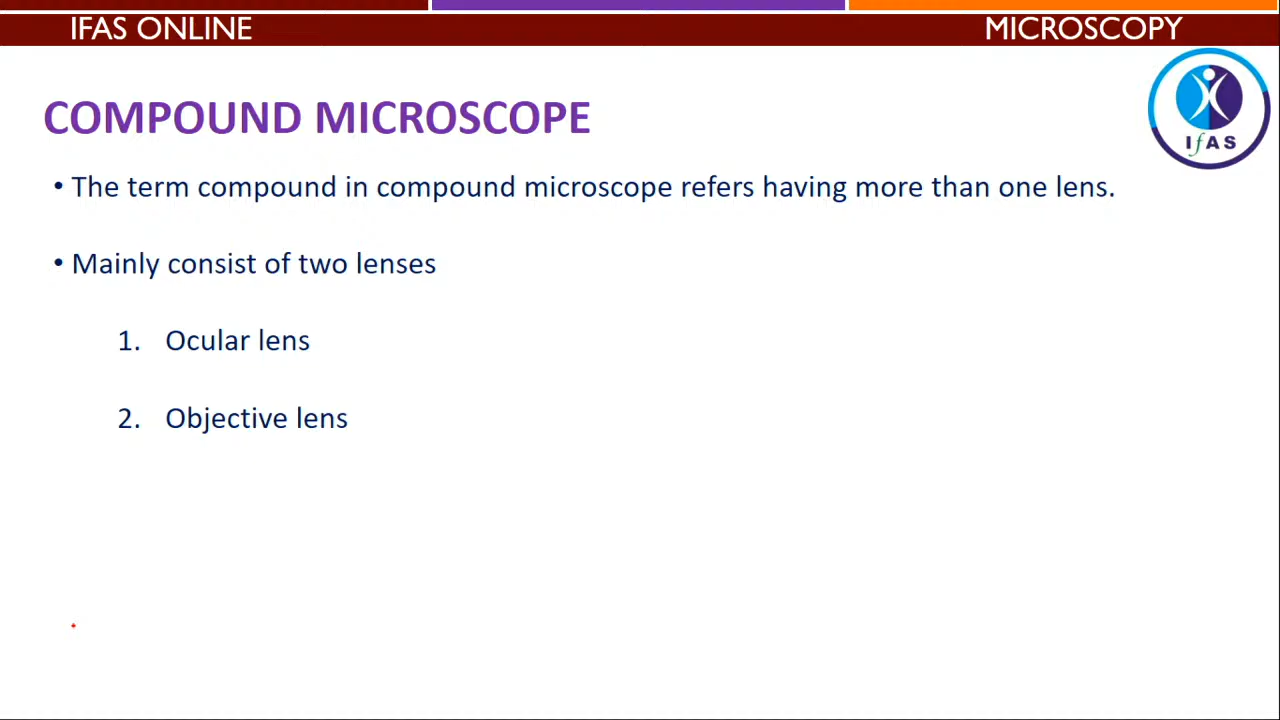 IFAS ONLINE
MICROSCOPY
IfAS
COMPOUND MICROSCOPE
• The term compound in compound microscope refers having more than one lens.
• Mainly consist of two lenses
1. Ocular lens
2. Objective lens